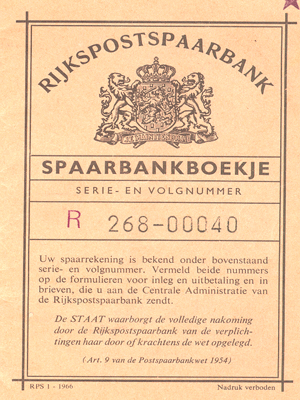 RIJKSPOSTSPAARBANK
SPAARBANKBOEKJE
SERIE- EN VOLGNUMMER
R 268-00040
Uw spaarrekening is bekend onder bovenstaand
serie- en volgnummer. Vermeld beide nummers
op de formulieren voor inleg en uitbetaling en in
brieven, die u aan de Centrale Administratie van
de Rijkspostspaarbank zendt.
De STAAT waarborgt de volledige nakoming
door de Rijkspostspaarbank van de verplich-
tingen haar door of krachtens de wet opgelegd.
(Art. 9 van de Postspaarbankwet 1954)
RPS 1 - 1966
Nadruk verboden